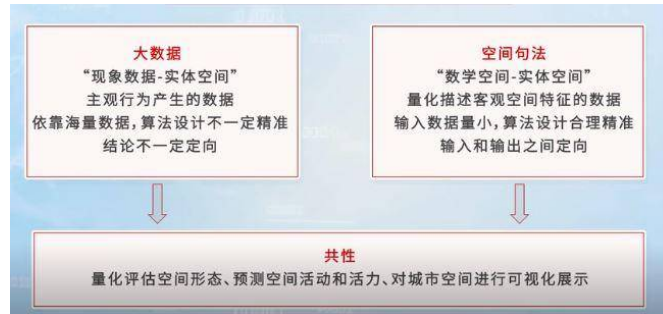 大数据
“现象数据-实体空间”
主观行为产生的数据
依靠海量数据,算法设计不一定精准
结论不一定定向
空间句法
“数学空间-实体空间”
量化描述客观空间特征的数据
输入数据量小,算法设计合理精准
输入和输出之间定向
共性
量化评估空间形态、预测空间活动和活力、对城市空间进行可视化展示